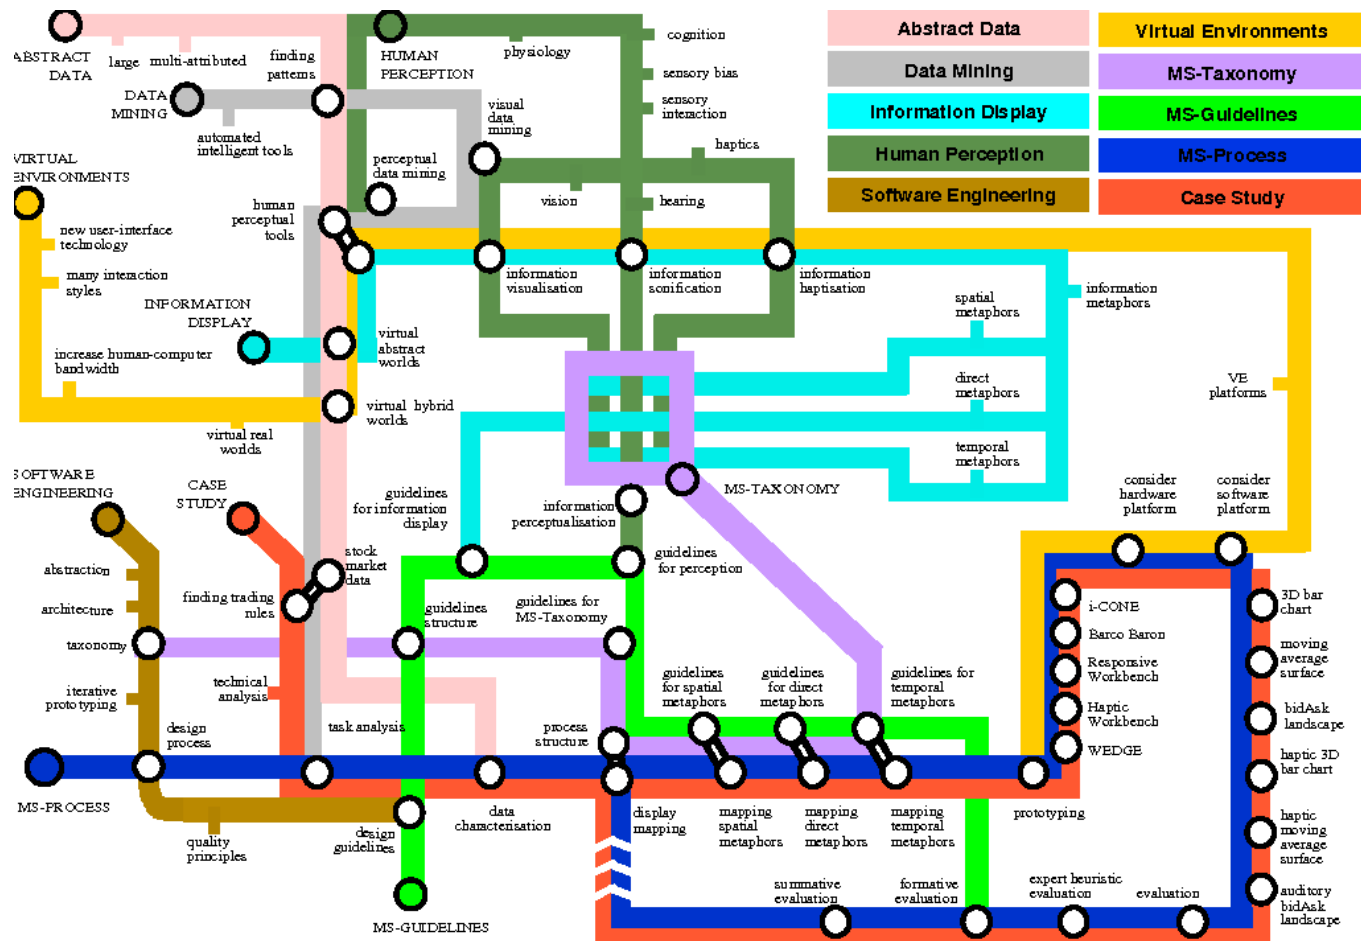 ABSTRACT
DATA
large
multi-attributed
finding
patterns
HUMAN
PERCEPTION
physiology
cognition
sensory bias
sensory
interaction
Abstract Data
Data Mining
Information Display
Human Perception
Software Engineering
Virtual Environments
MS-Taxonomy
MS-Guidelines
MS-Process
Case Study
DATA
MINING
automated
intelligent tools
visual
data
mining
perceptual
data mining
haptics
vision
hearing
VIRTUAL
ENVIRONMENTS
new user-interface
technology
many interaction
styles
human
perceptual
tools
information
visualisation
information
sonification
information
haptisation
information
metaphors
INFORMATION
DISPLAY
virtual
abstract
worlds
spatial
metaphors
increase human-computer
bandwidth
virtual hybrid
worlds
virtual real
worlds
direct
metaphors
temporal
metaphors
VE
platforms
SOFTWARE
ENGINEERING
CASE
STUDY
guidelines
for information
display
information
perceptualisation
MS-TAXONOMY
consider
hardware
platform
consider
software
platform
abstraction
architecture
taxonomy
iterative
prototyping
finding trading
rules
stock
market
data
guidelines
structure
guidelines for
MS-Taxonomy
guidelines
for perception
technical
analysis
guidelines
for spatial
metaphors
guidelines
for direct
metaphors
guidelines for
temporal
metaphors
i-CONE
Barco Baron
Responsive
Workbench
Haptic
Workbench
WEDGE
3D bar
chart
moving
average
surface
bidAsk
landscape
haptic 3D
bar chart
haptic
moving
average
surface
auditory
bidAsk
landscape
design
process
task analysis
process
structure
MS-PROCESS
quality
principles
design
guidelines
data
characterisation
display
mapping
mapping
spatial
metaphors
mapping
direct
metaphors
mapping
temporal
metaphors
prototyping
MS-GUIDELINES
summative
evaluation
formative
evaluation
expert heuristic
evaluation
evaluation